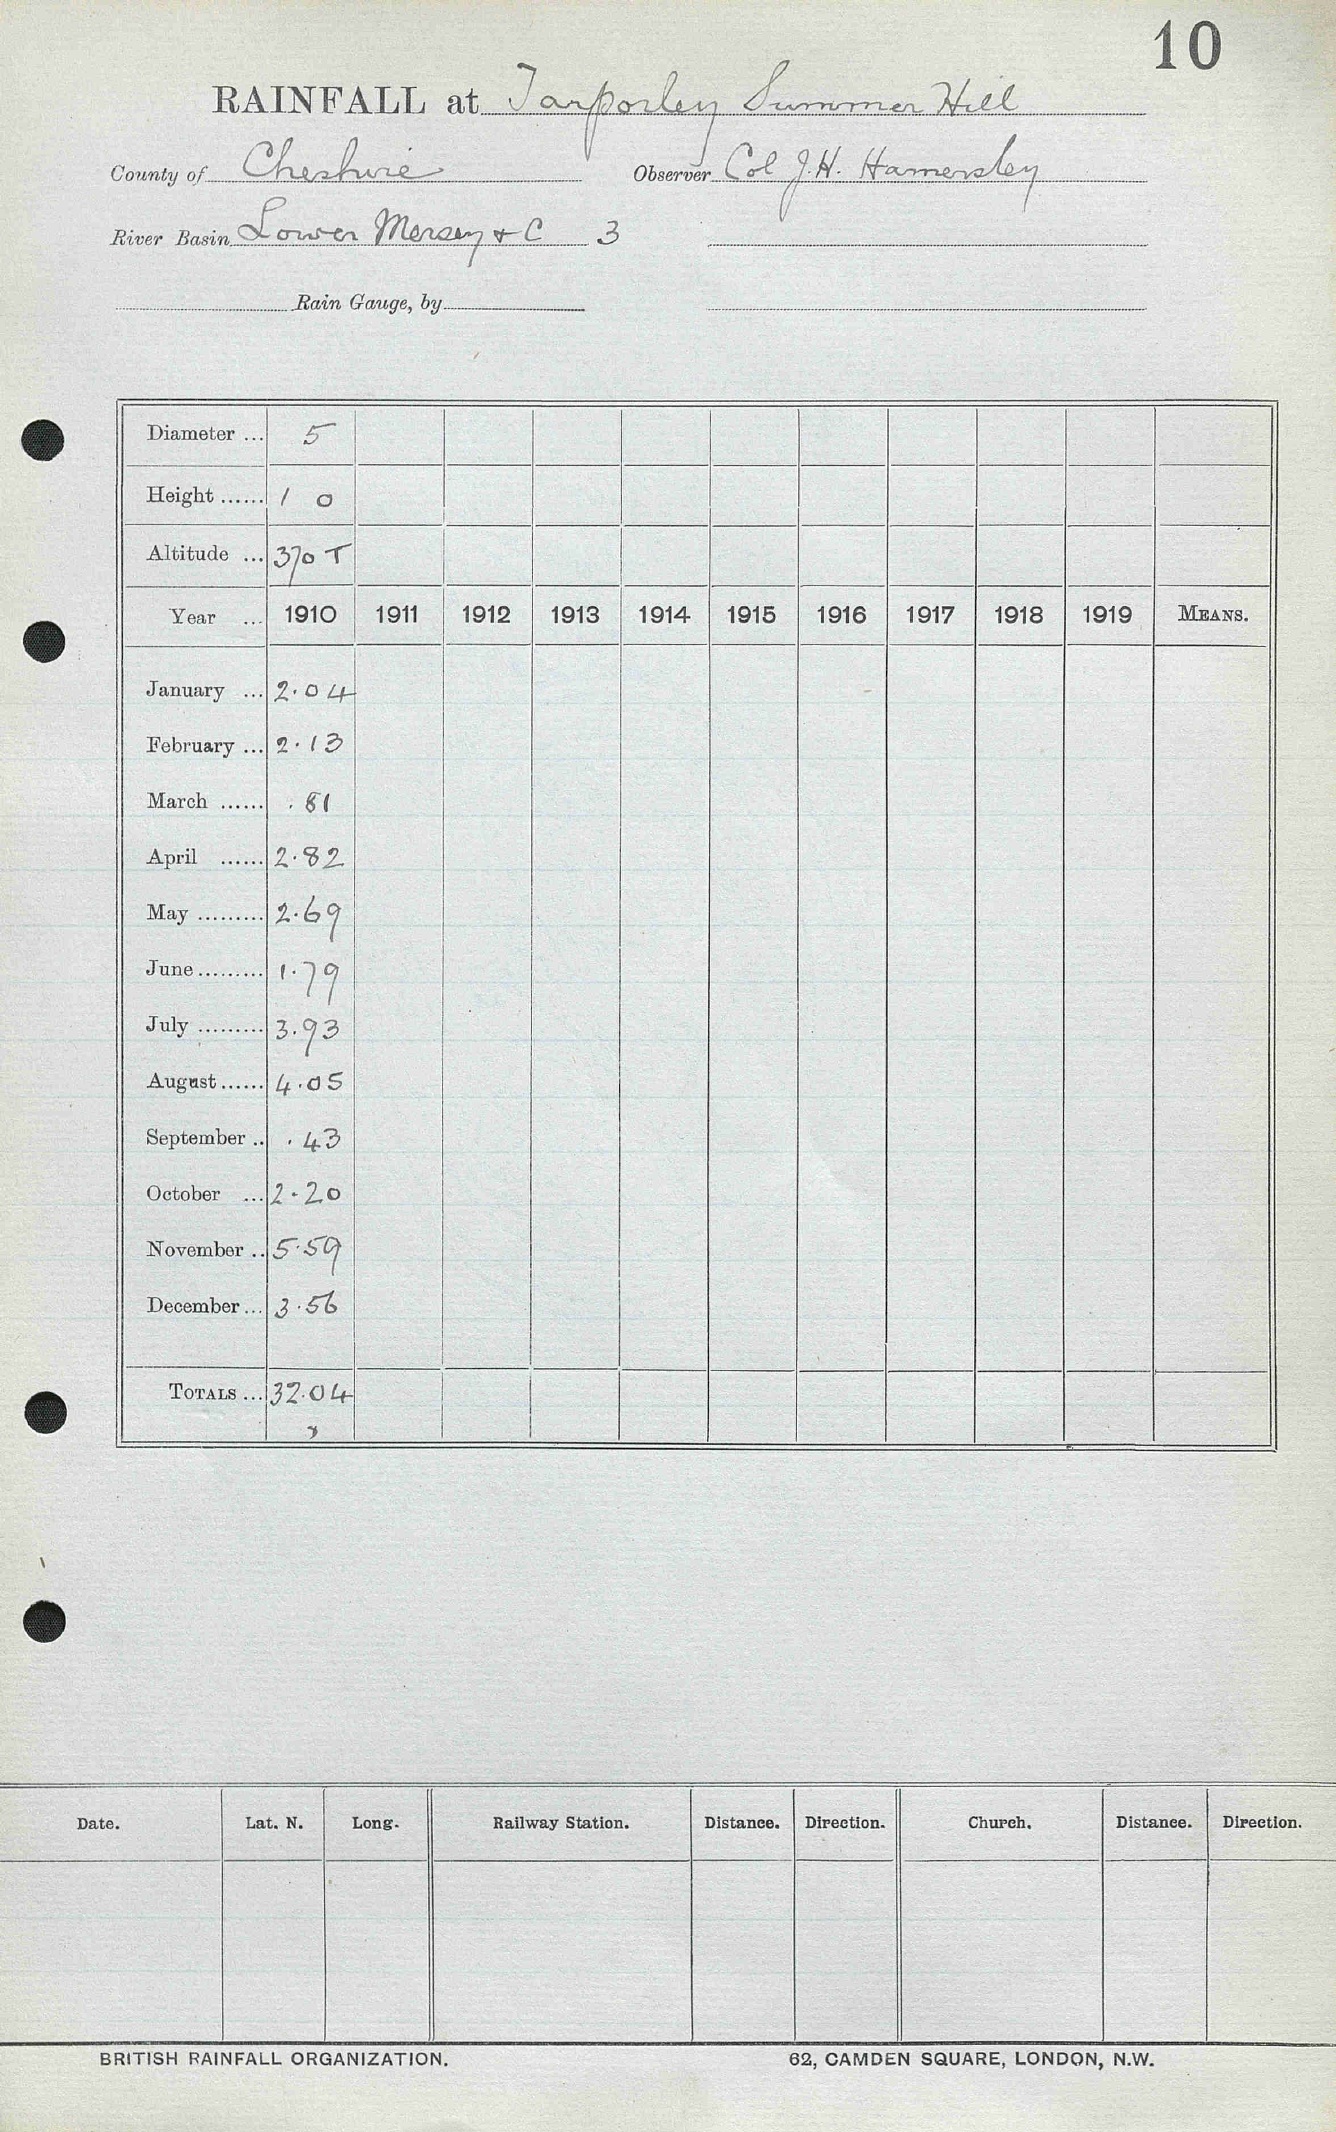 10
RAINFALL at Tarporley Summer Hill
County of Cheshire Observer Col J.H. Hamersley
River Basin Lower Mersey & C 3
Rain Gauge, by
Diameter ... 5
Height ...... 1 0
Altitude ... 370 T
Year ... 1910 1911 1912 1913 1914 1915 1916 1917 1918 1919 MEANS.
January ... 2.04
February ... 2.13
March ...... .81
April ...... 2.82
May ......... 2.69
June ......... 1.79
July ......... 3.93
August ...... 4.05
September .. .43
October ... 2.20
November .. 5.59
December ... 3.56
TOTALS ... 32.04
Date. Lat. N. Long. Railway Station. Distance. Direction. Church. Distance. Direction.
BRITISH RAINFALL ORGANIZATION. 62, CAMDEN SQUARE, LONDON, N.W.